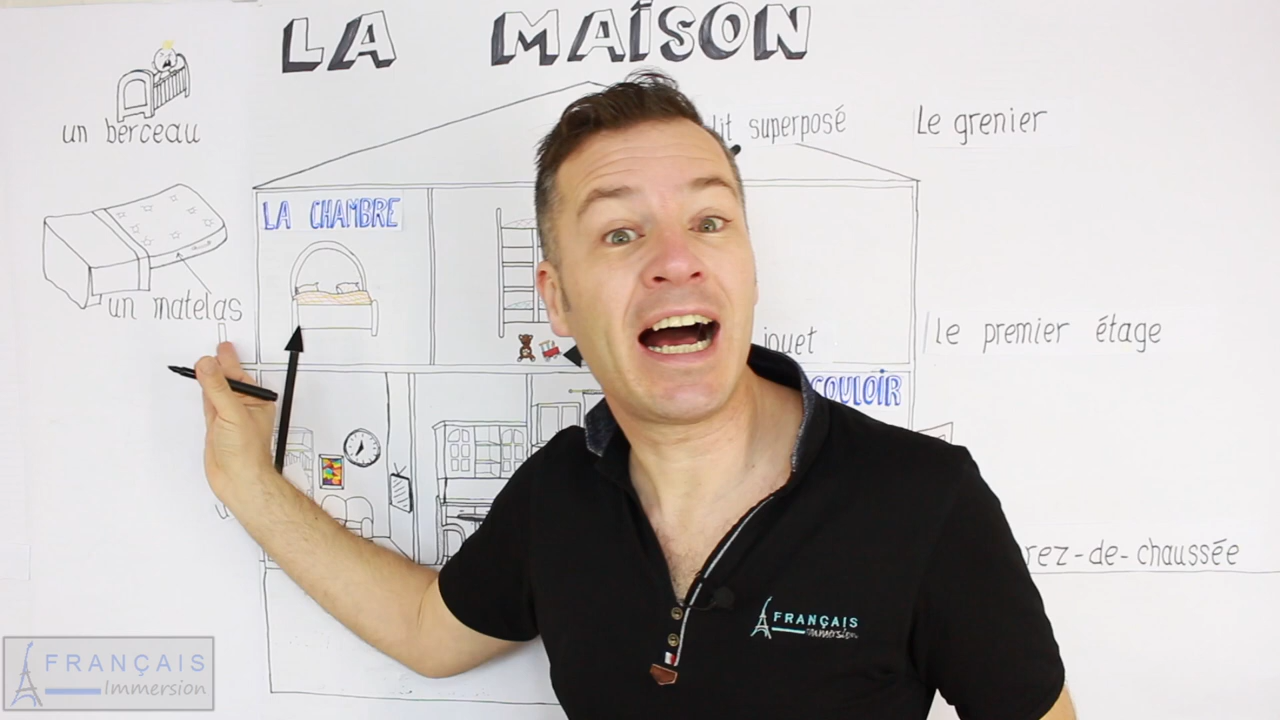 LA MAISON
un berceau
lit superposé
Le grenier
LA CHAMBRE
un matelas
jouet
Le premier étage
COULOIR
rez-de-chaussée
FRANÇAIS
immersion
FRANÇAIS
Immersion